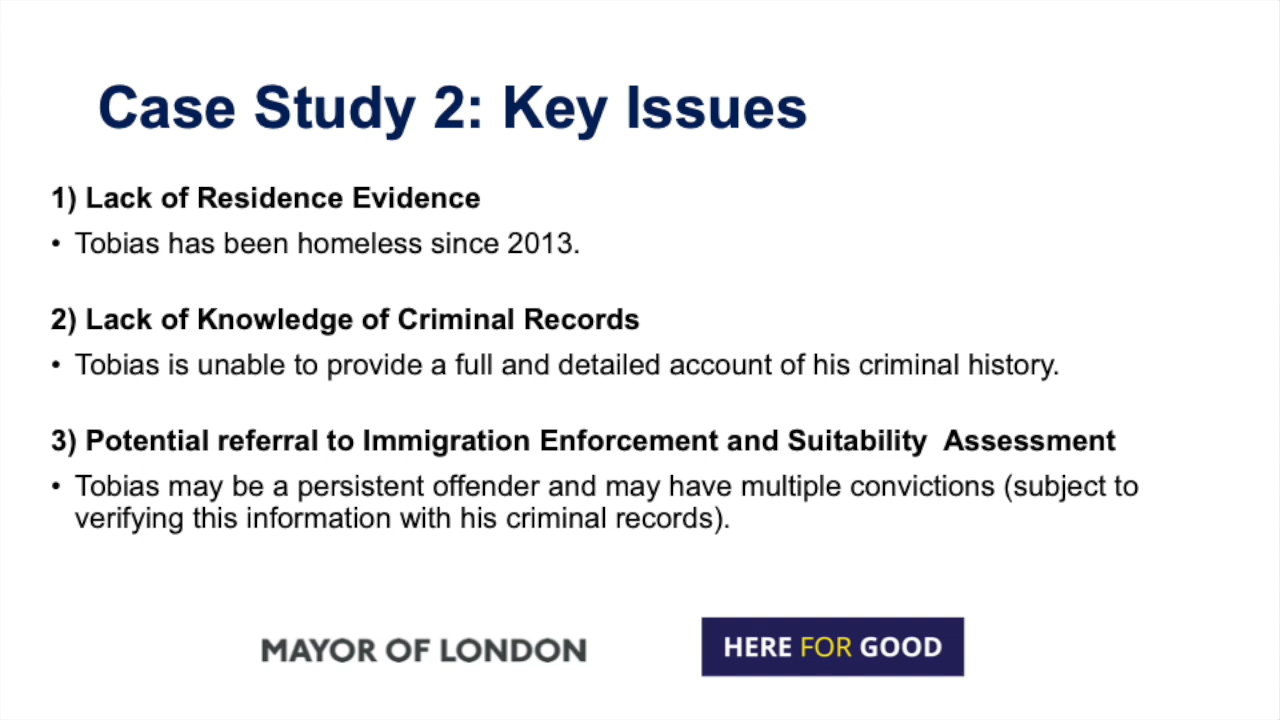 Case Study 2: Key Issues
1) Lack of Residence Evidence
• Tobias has been homeless since 2013.
2) Lack of Knowledge of Criminal Records
• Tobias is unable to provide a full and detailed account of his criminal history.
3) Potential referral to Immigration Enforcement and Suitability  Assessment
• Tobias may be a persistent offender and may have multiple convictions (subject to
verifying this information with his criminal records).
MAYOR OF LONDON
HERE FOR GOOD